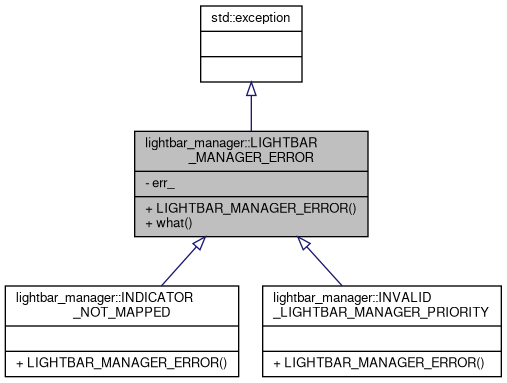 std::exception
lightbar_manager::LIGHTBAR
_MANAGER_ERROR
- err_
+ LIGHTBAR_MANAGER_ERROR()
+ what()
lightbar_manager::INDICATOR
_NOT_MAPPED
+ LIGHTBAR_MANAGER_ERROR()
lightbar_manager::INVALID
_LIGHTBAR_MANAGER_PRIORITY
+ LIGHTBAR_MANAGER_ERROR()